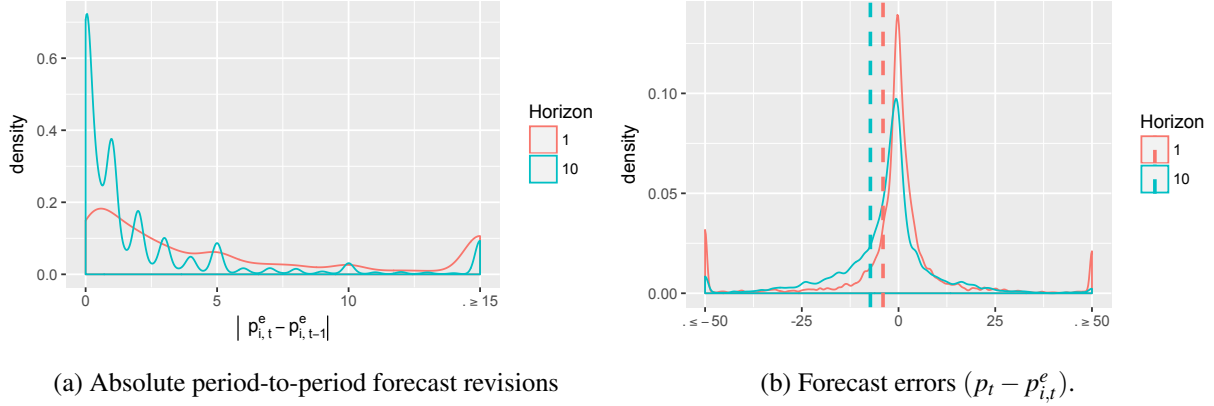 density
0.6
0.4
0.2
0.0
0
5
10
. ≥ 15
| p^e_{i, t} − p^e_{i, t−1} |
Horizon
1
10
(a) Absolute period-to-period forecast revisions
density
0.10
0.05
0.00
. ≤ − 50
-25
0
25
. ≥ 50
Horizon
1
10
(b) Forecast errors (p_t − p^e_{i,t}).